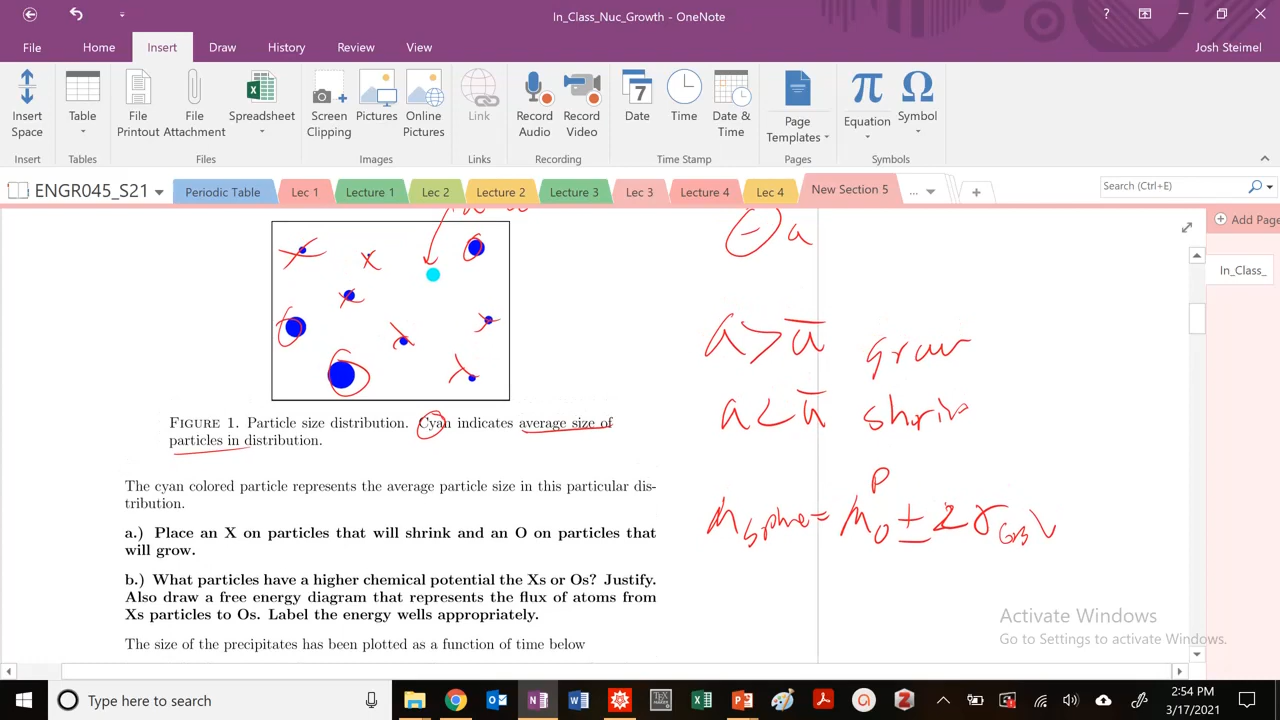 In_Class_Nuc_Growth - OneNote
File Home Insert Draw History Review View Josh Steimel
Insert Space
Table
File Printout
File Attachment
Spreadsheet
Screen Clipping
Pictures
Online Pictures
Link
Record Audio
Record Video
Date
Time
Date & Time
Page Templates
Equation
Symbol
Insert Tables Files Images Links Recording Time Stamp Pages Symbols
ENGR045_S21 Periodic Table Lec 1 Lecture 1 Lec 2 Lecture 2 Lecture 3 Lec 3 Lecture 4 Lec 4 New Section 5 ... Search (Ctrl+E)
Add Page
In_Class_
a
a > a̅ grow
a < a̅ shrink
FIGURE 1. Particle size distribution. Cyan indicates average size of
particles in distribution.
P
The cyan colored particle represents the average particle size in this particular dis-
tribution.
a.) Place an X on particles that will shrink and an O on particles that
will grow.
b.) What particles have a higher chemical potential the Xs or Os? Justify.
Also draw a free energy diagram that represents the flux of atoms from
Xs particles to Os. Label the energy wells appropriately.
The size of the precipitates has been plotted as a function of time below
Activate Windows
Go to Settings to activate Windows.
Type here to search
2:54 PM
3/17/2021